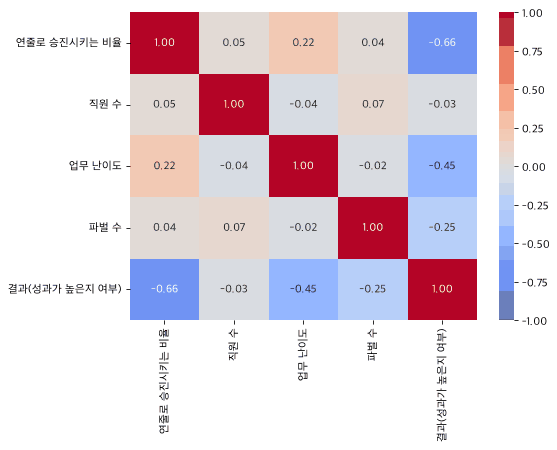 연줄로 승진시키는 비율 1.00 0.05 0.22 0.04 -0.66
직원 수 0.05 1.00 -0.04 0.07 -0.03
업무 난이도 0.22 -0.04 1.00 -0.02 -0.45
파벌 수 0.04 0.07 -0.02 1.00 -0.25
결과(성과가 높은지 여부) -0.66 -0.03 -0.45 -0.25 1.00
연줄로 승진시키는 비율
직원 수
업무 난이도
파벌 수
결과(성과가 높은지 여부)
1.00
0.75
0.50
0.25
0.00
-0.25
-0.50
-0.75
-1.00